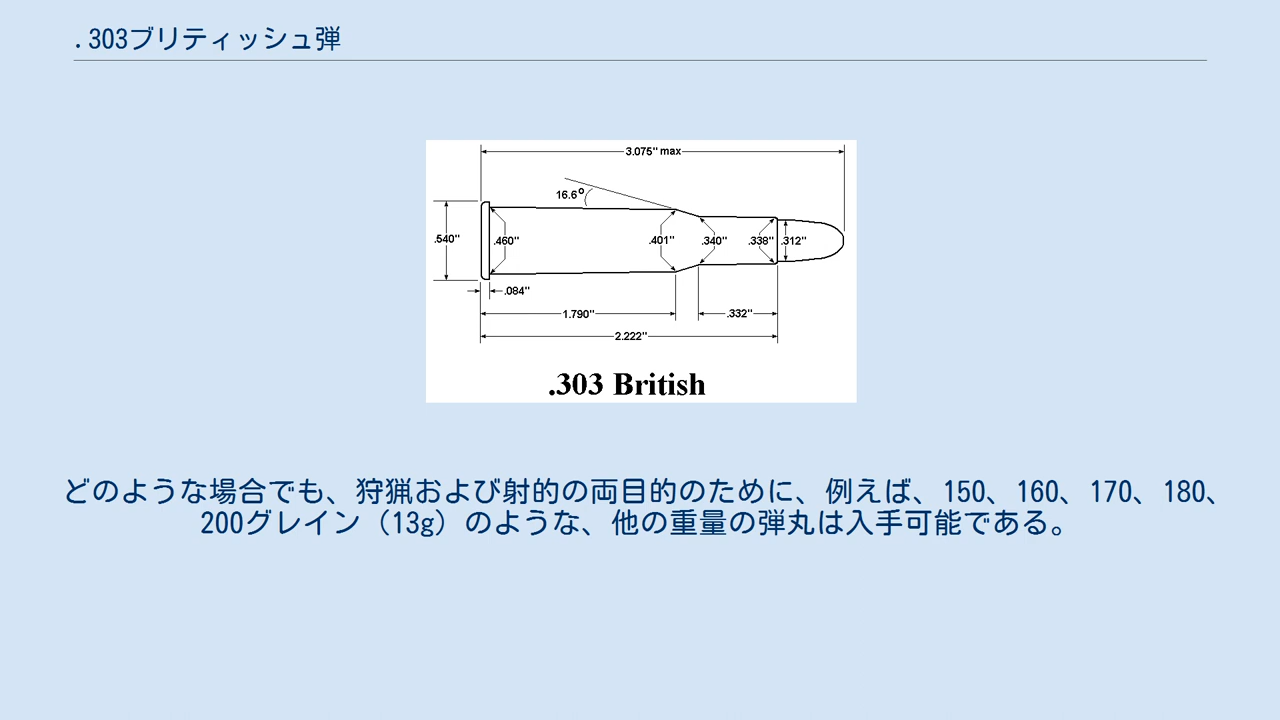 .303ブリティッシュ弾
3.075" max
16.6°
.540"
.460"
.401"
.340"
.338"
.312"
.084"
1.790"
.332"
2.222"
.303 British
どのような場合でも、狩猟および射的の両目的のために、例えば、150、160、170、180、
200グレイン（13g）のような、他の重量の弾丸は入手可能である。